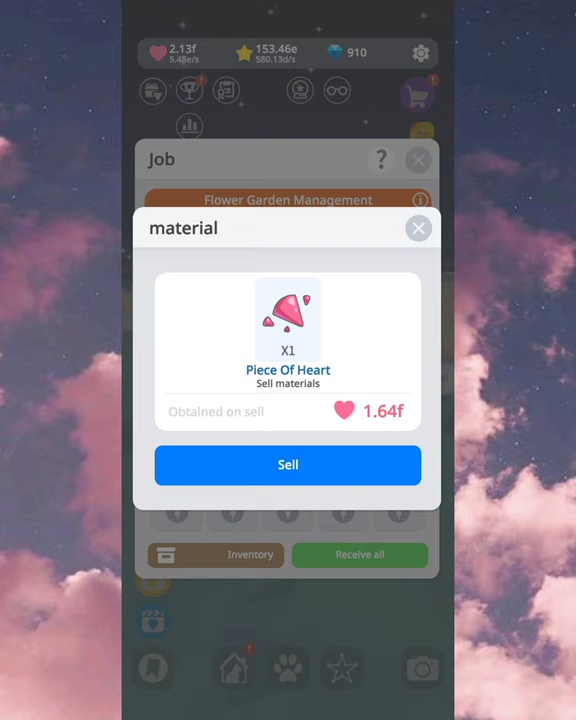 2.13f
5.48e/s
153.46e
580.13d/s
910
Job
?
Flower Garden Management
material
X1
Piece Of Heart
Sell materials
Obtained on sell
1.64f
Sell
Inventory
Receive all